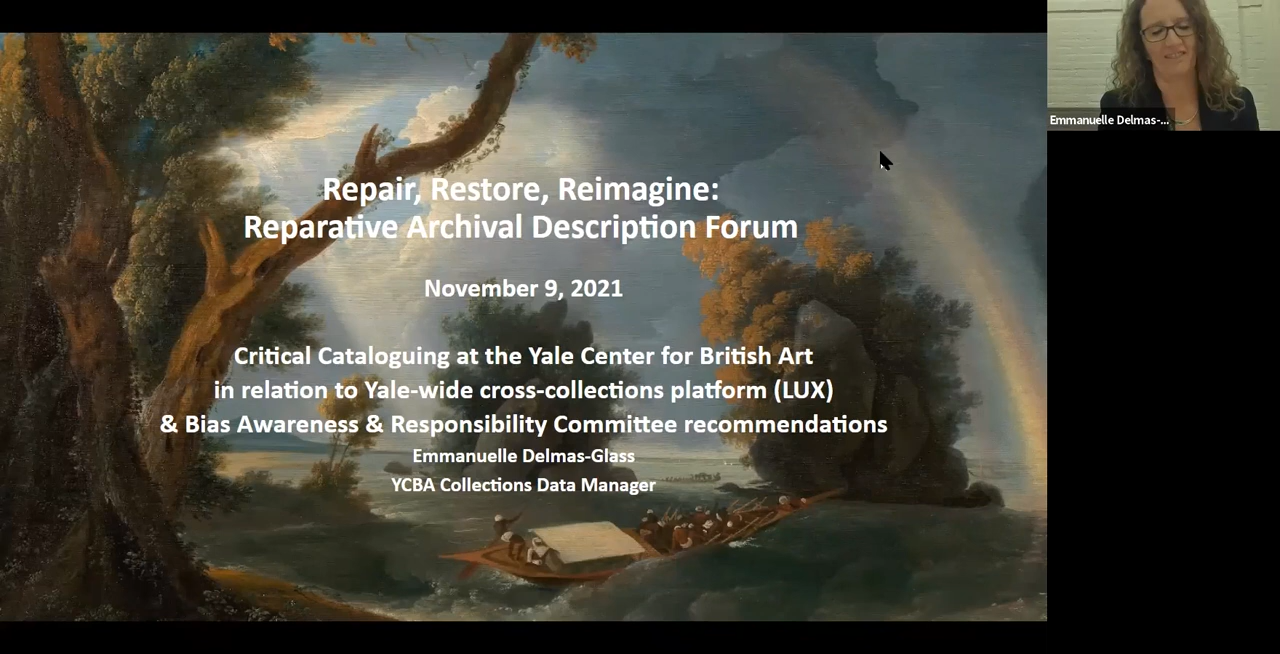 Repair, Restore, Reimagine:
Reparative Archival Description Forum
November 9, 2021
Critical Cataloguing at the Yale Center for British Art
in relation to Yale-wide cross-collections platform (LUX)
& Bias Awareness & Responsibility Committee recommendations
Emmanuelle Delmas-Glass
YCBA Collections Data Manager
Emmanuelle Delmas-...